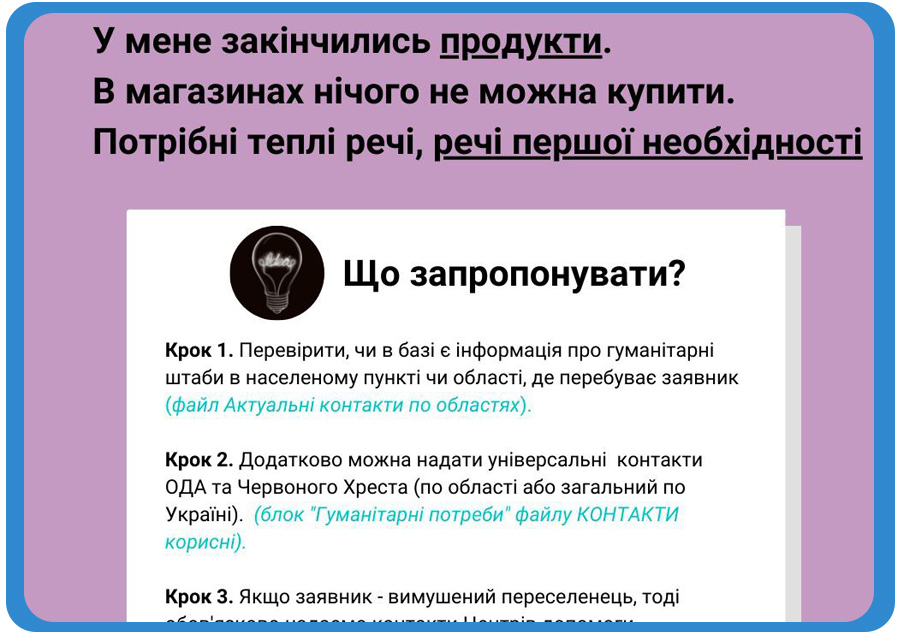 У мене закінчились продукти.
В магазинах нічого не можна купити.
Потрібні теплі речі, речі першої необхідності
Що запропонувати?
Крок 1. Перевірити, чи в базі є інформація про гуманітарні
штаби в населеному пункті чи області, де перебуває заявник
(файл Актуальні контакти по областях).
Крок 2. Додатково можна надати універсальні контакти
ОДА та Червоного Хреста (по області або загальний по
Україні). (блок "Гуманітарні потреби" файлу КОНТАКТИ
корисні).
Крок 3. Якщо заявник - вимушений переселенець, тоді